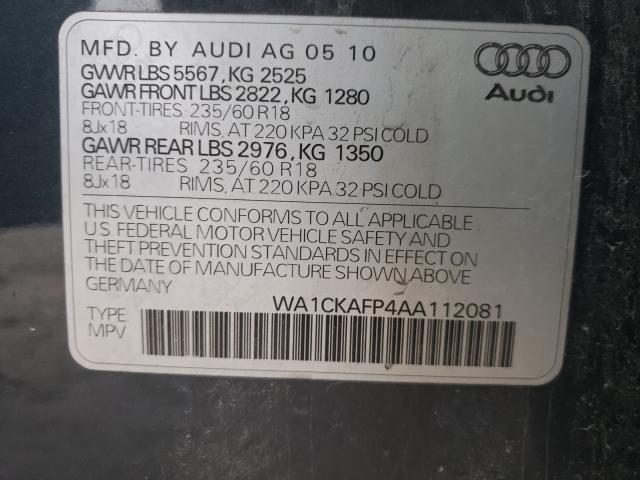 MFD. BY AUDI AG 05 10
GVWR LBS 5567, KG 2525
GAWR FRONT LBS 2822, KG 1280
FRONT-TIRES 235/60 R18
8Jx18 RIMS, AT 220 KPA 32 PSI COLD
GAWR REAR LBS 2976, KG 1350
REAR-TIRES 235/60 R18
8Jx18 RIMS, AT 220 KPA 32 PSI COLD
THIS VEHICLE CONFORMS TO ALL APPLICABLE
U.S. FEDERAL MOTOR VEHICLE SAFETY AND
THEFT PREVENTION STANDARDS IN EFFECT ON
THE DATE OF MANUFACTURE SHOWN ABOVE
GERMANY
WA1CKAFP4AA112081
TYPE
MPV
Audi